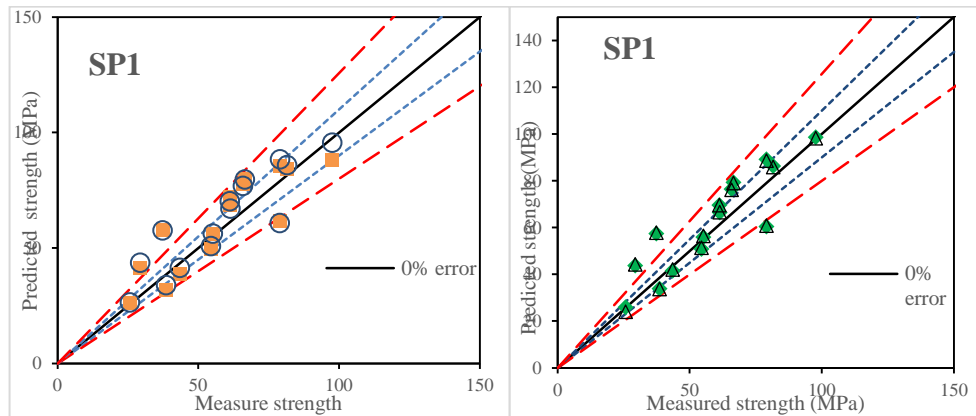 150
SP1
Predicted strength (MPa)
100
50
0% error
0
0
50
100
150
Measure strength
SP1
140
120
100
80
60
40
20
0
Predicted strength (MPa)
0%
error
0
50
100
150
Measured strength (MPa)